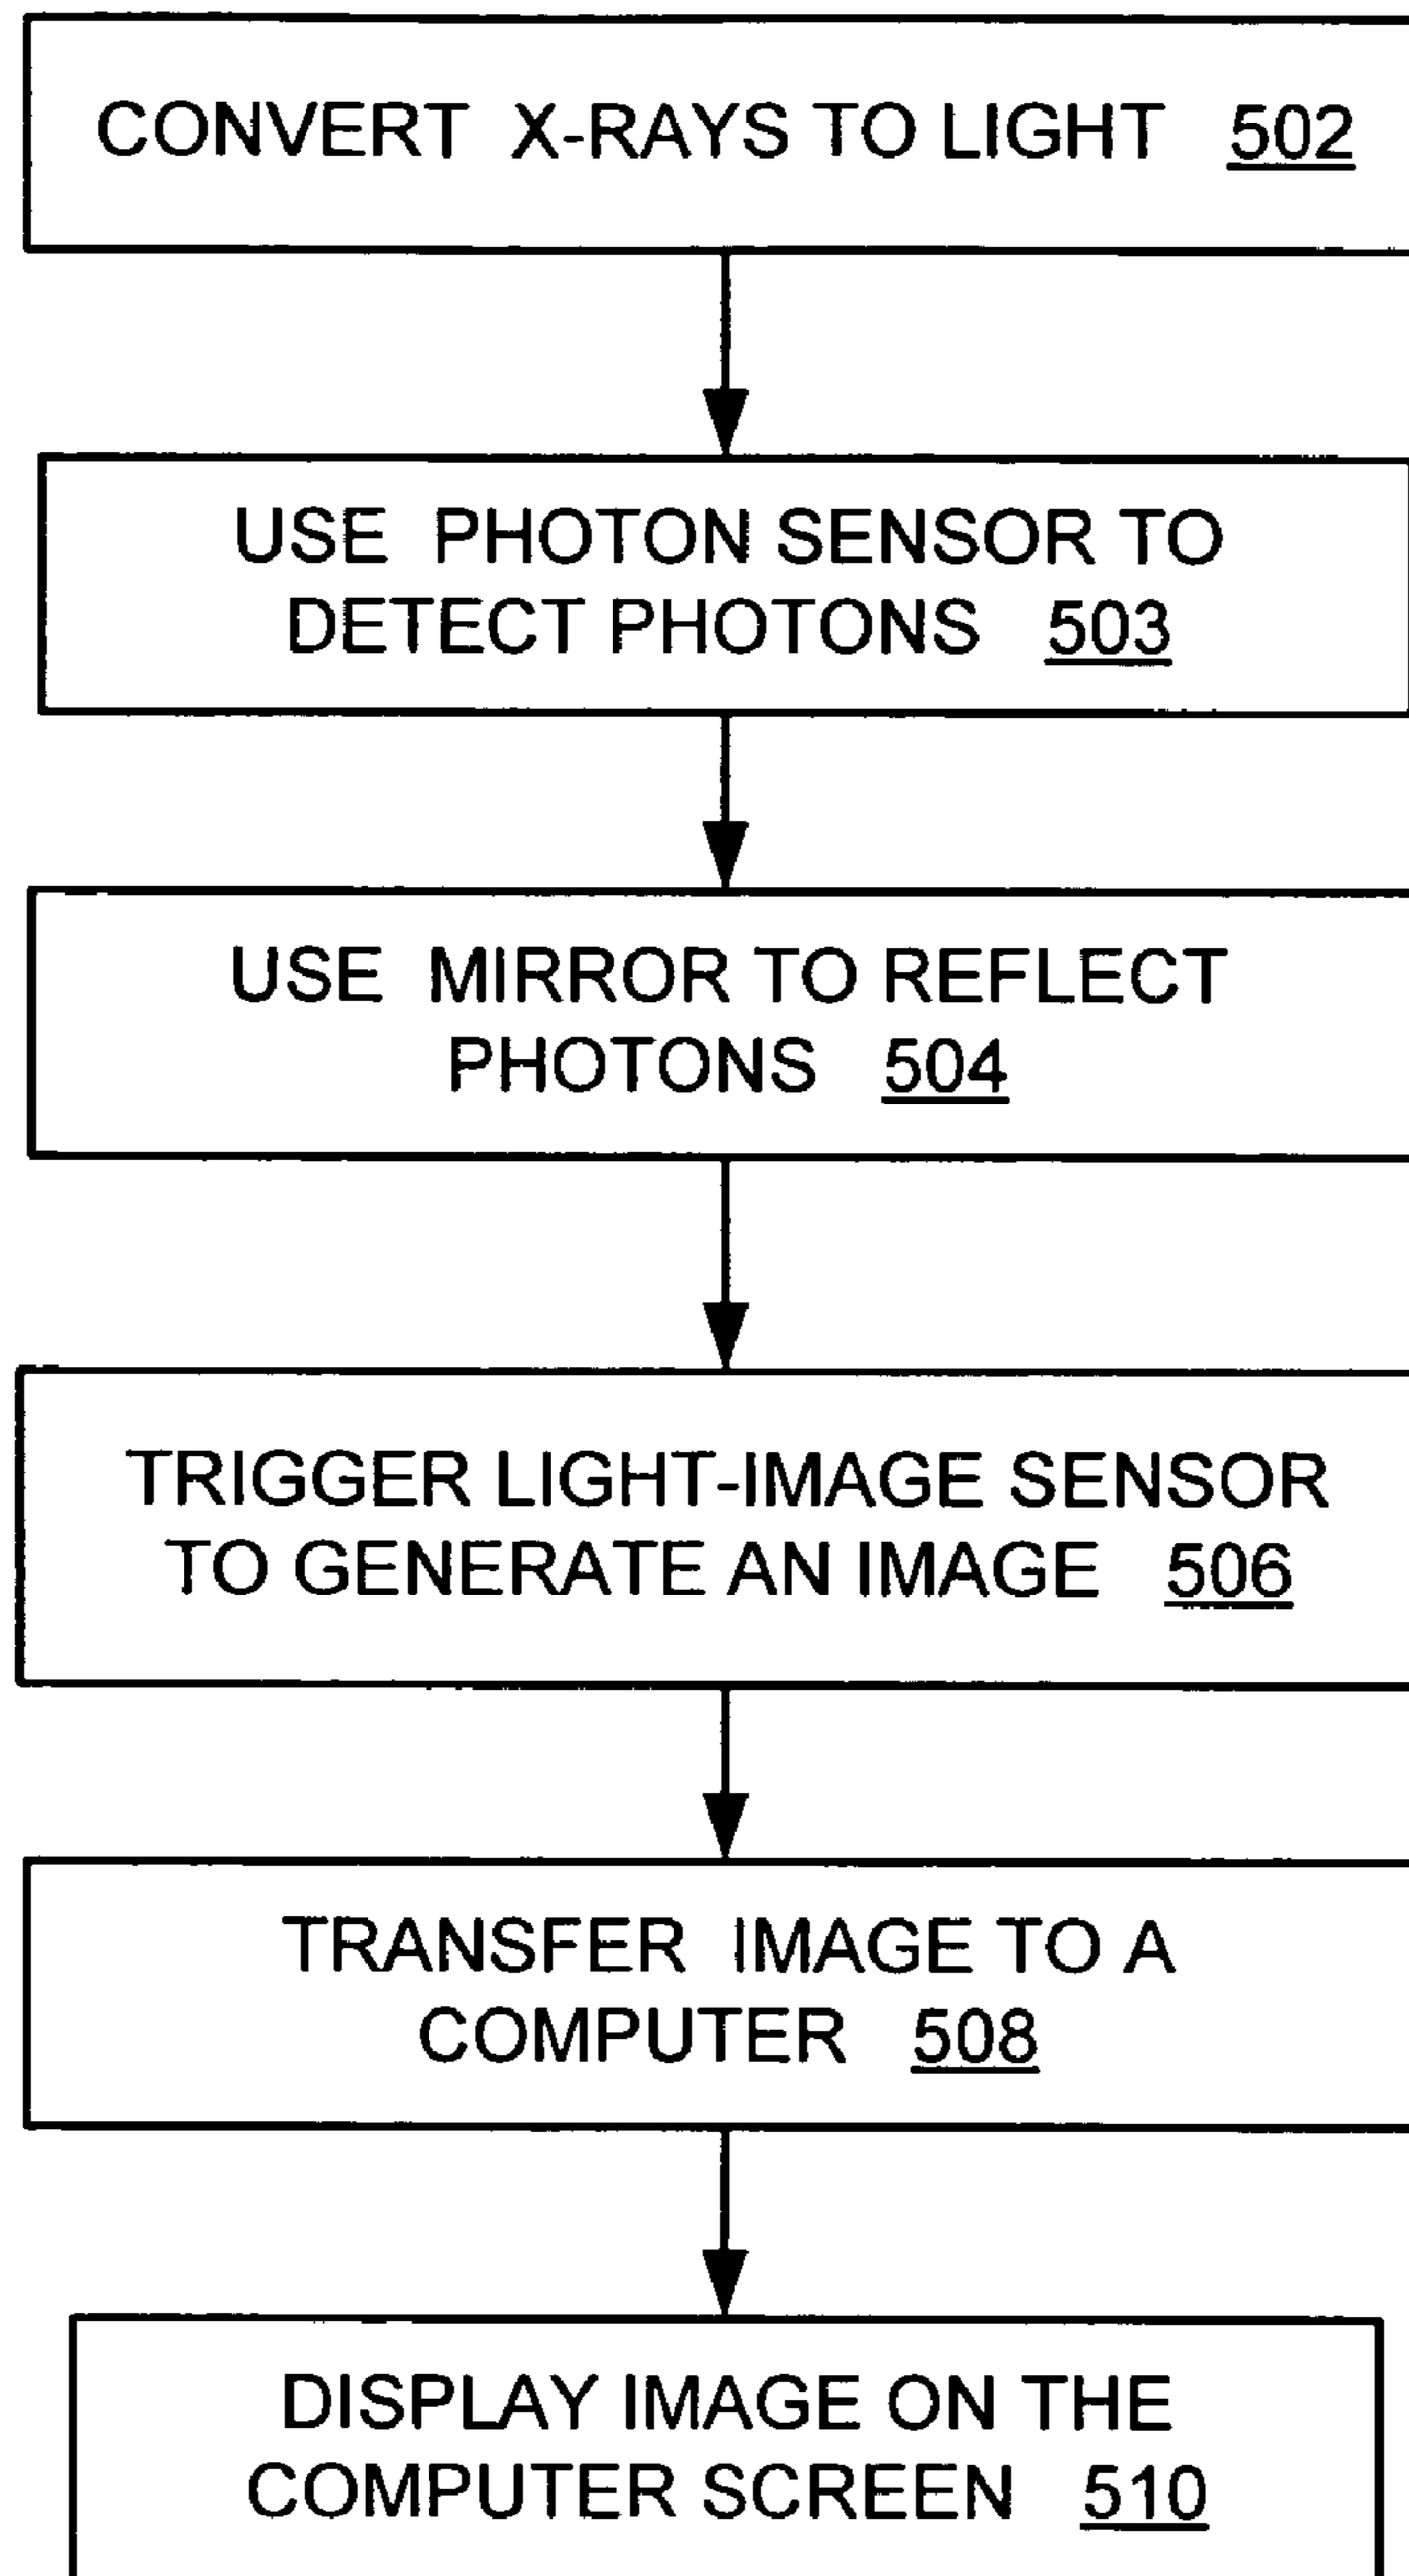 CONVERT X-RAYS TO LIGHT 502
USE PHOTON SENSOR TO
DETECT PHOTONS 503
USE MIRROR TO REFLECT
PHOTONS 504
TRIGGER LIGHT-IMAGE SENSOR
TO GENERATE AN IMAGE 506
TRANSFER IMAGE TO A
COMPUTER 508
DISPLAY IMAGE ON THE
COMPUTER SCREEN 510